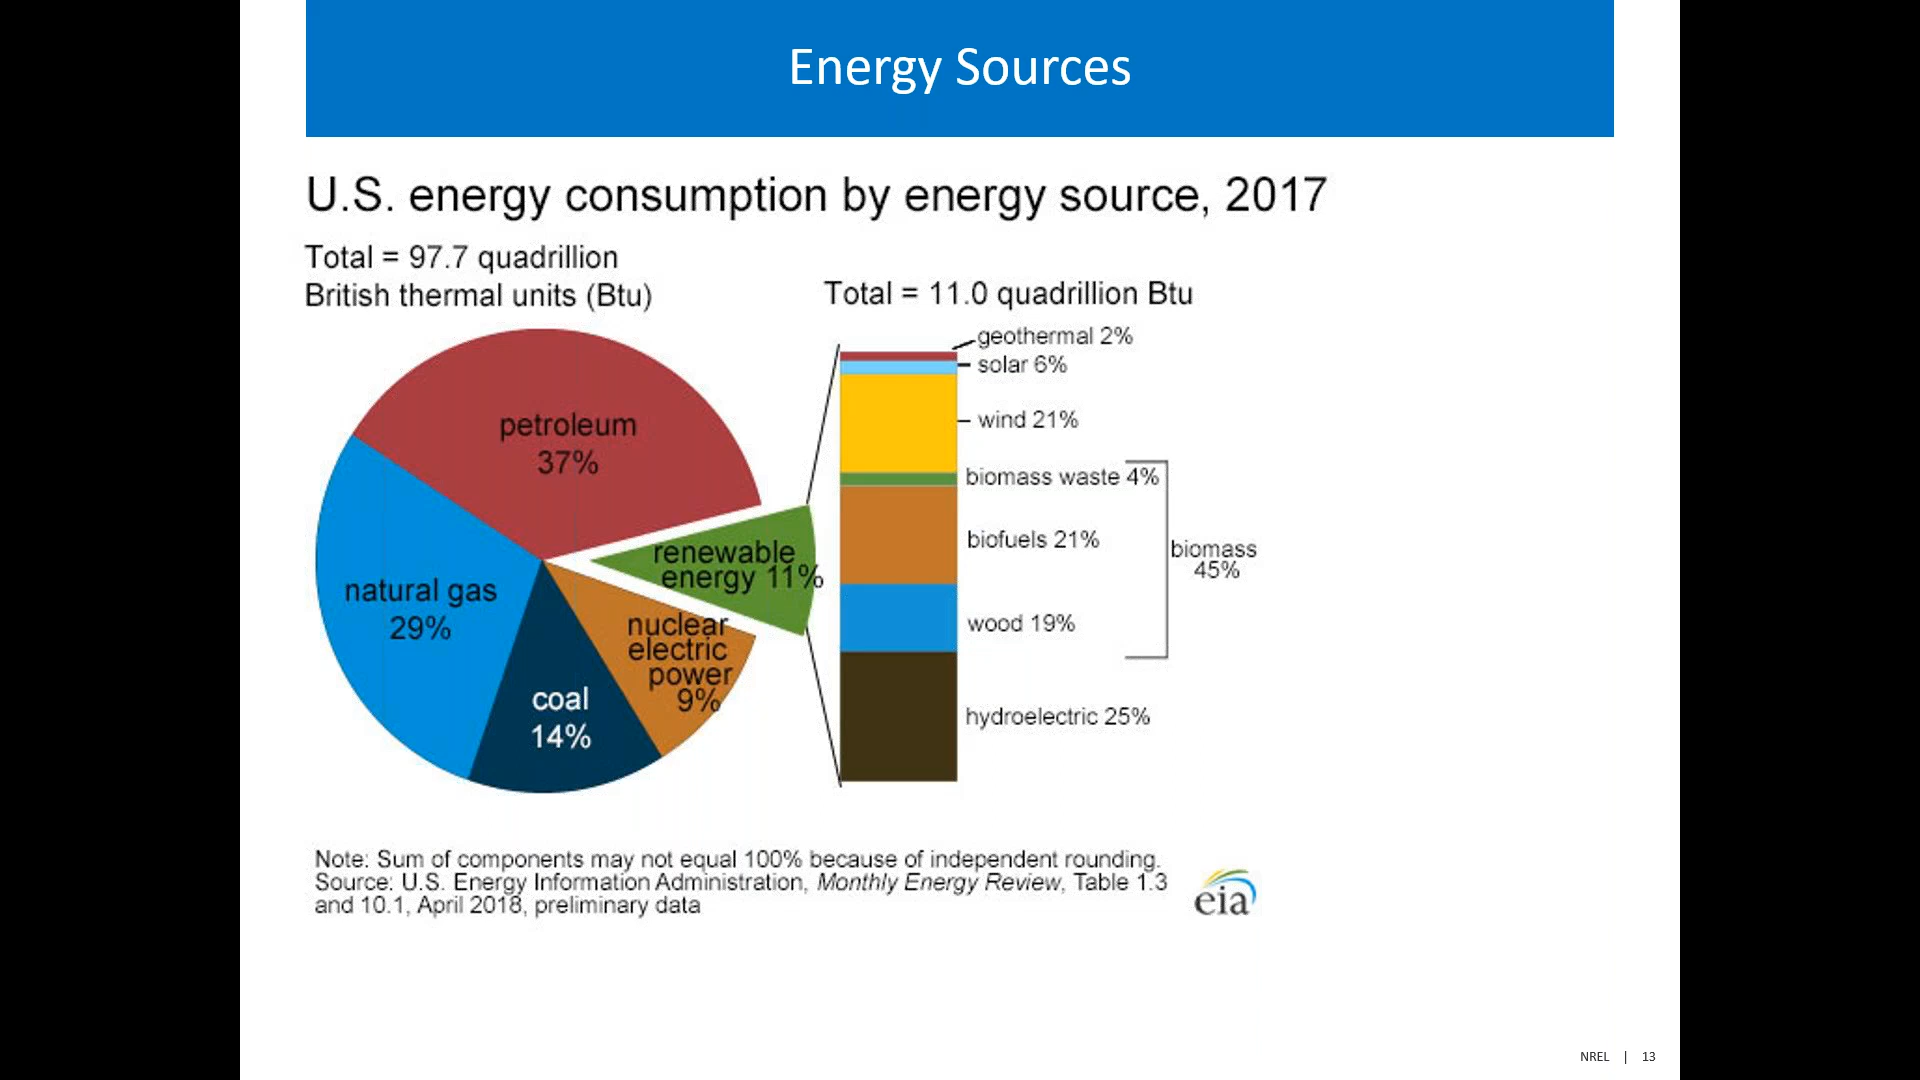 Energy Sources
U.S. energy consumption by energy source, 2017
Total = 97.7 quadrillion
British thermal units (Btu)
petroleum
37%
natural gas
29%
coal
14%
nuclear
electric
power
9%
renewable
energy 11%
Total = 11.0 quadrillion Btu
geothermal 2%
solar 6%
wind 21%
biomass waste 4%
biofuels 21%
wood 19%
biomass
45%
hydroelectric 25%
Note: Sum of components may not equal 100% because of independent rounding.
Source: U.S. Energy Information Administration, Monthly Energy Review, Table 1.3
and 10.1, April 2018, preliminary data
eia
NREL | 13